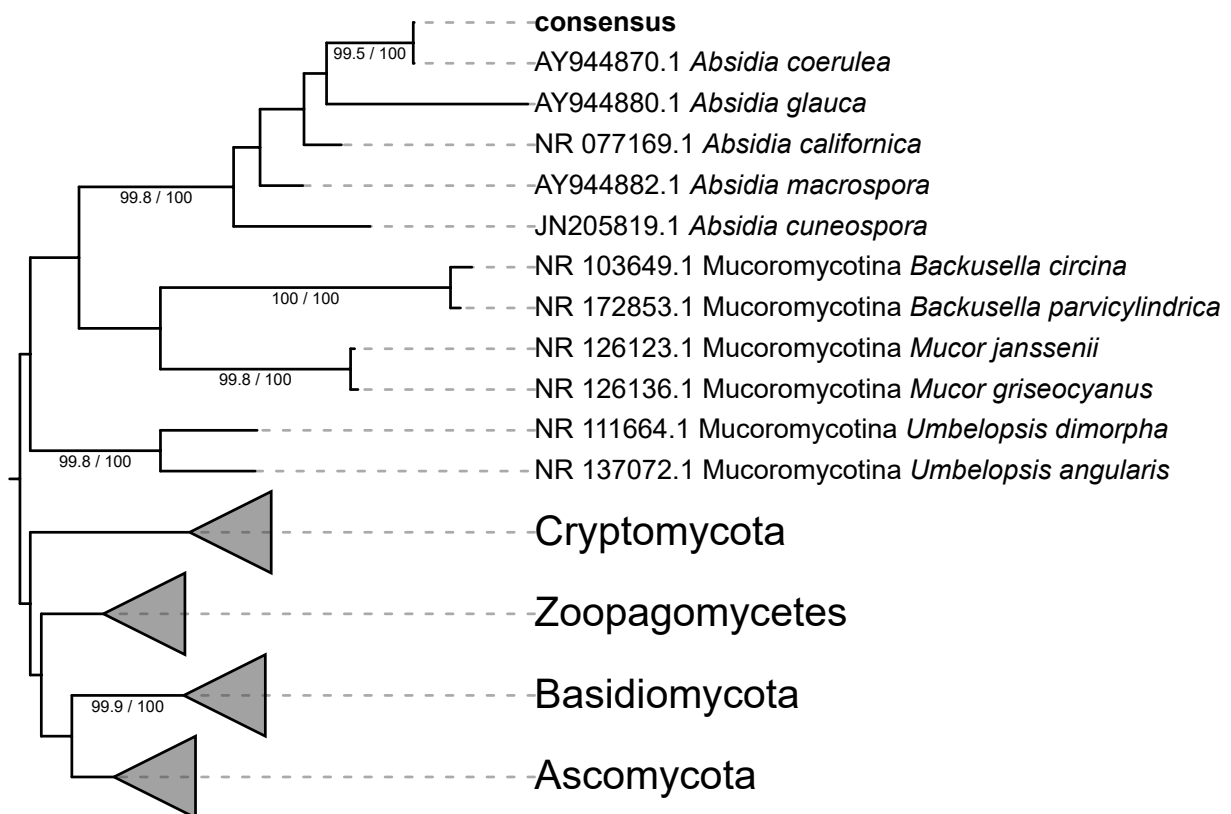 consensus
99.5 / 100
AY944870.1 Absidia coerulea
AY944880.1 Absidia glauca
NR 077169.1 Absidia californica
AY944882.1 Absidia macrospora
99.8 / 100
JN205819.1 Absidia cuneospora
NR 103649.1 Mucoromycotina Backusella circina
100 / 100
NR 172853.1 Mucoromycotina Backusella parvicylindrica
NR 126123.1 Mucoromycotina Mucor janssenii
99.8 / 100
NR 126136.1 Mucoromycotina Mucor griseocyanus
NR 111664.1 Mucoromycotina Umbelopsis dimorpha
99.8 / 100
NR 137072.1 Mucoromycotina Umbelopsis angularis
Cryptomycota
Zoopagomycetes
Basidiomycota
99.9 / 100
Ascomycota